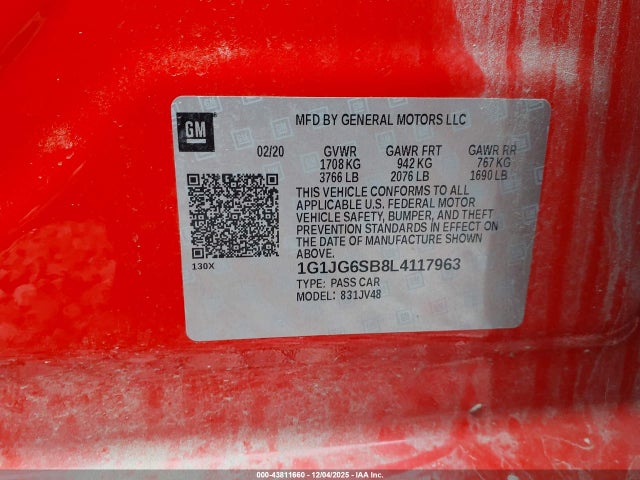 GM
MFD BY GENERAL MOTORS LLC
02/20 GVWR GAWR FRT GAWR RR
1708 KG 942 KG 767 KG
3766 LB 2076 LB 1690 LB
THIS VEHICLE CONFORMS TO ALL
APPLICABLE U.S. FEDERAL MOTOR
VEHICLE SAFETY, BUMPER, AND THEFT
PREVENTION STANDARDS IN EFFECT ON
THE DATE OF MANUFACTURE SHOWN
ABOVE.
130X
1G1JG6SB8L4117963
TYPE: PASS CAR
MODEL: 831JV48
000-43811660 - 12/04/2025 - IAA Inc.